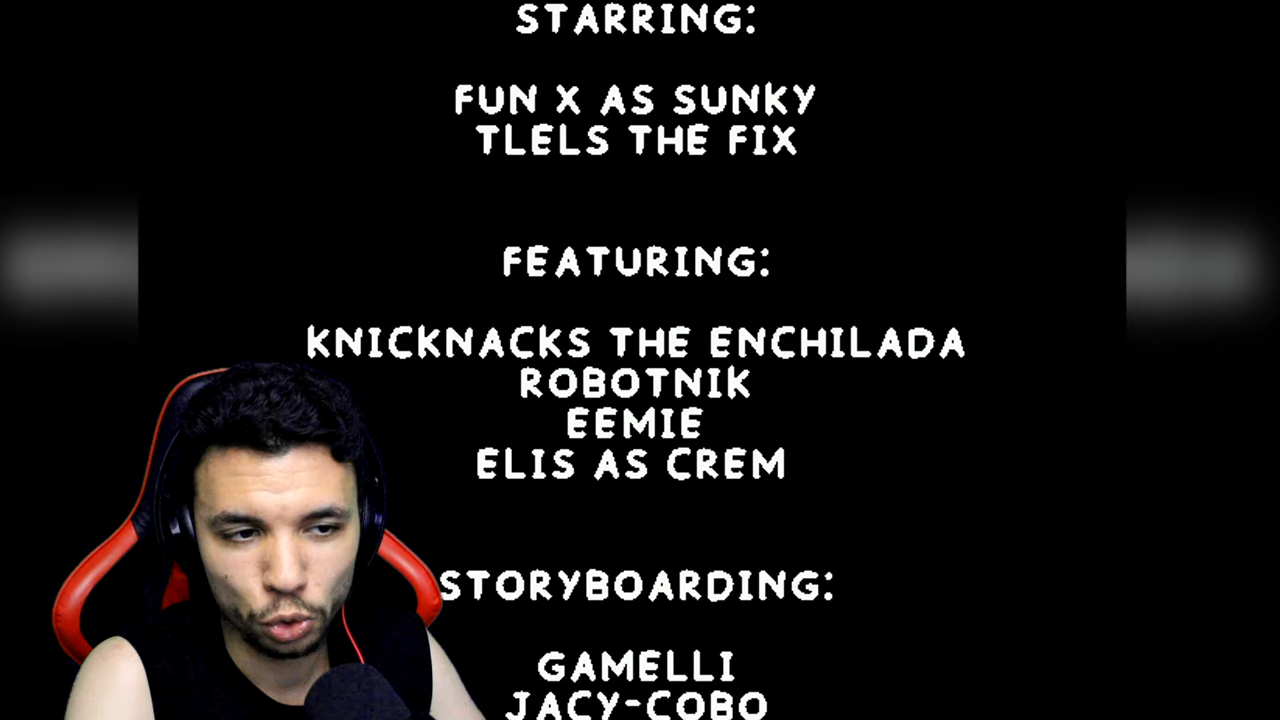 STARRING:
FUN X AS SUNKY
TLELS THE FIX
FEATURING:
KNICKNACKS THE ENCHILADA
ROBOTNIK
EEMIE
ELIS AS CREM
STORYBOARDING:
GAMELLI
JACY-COBO